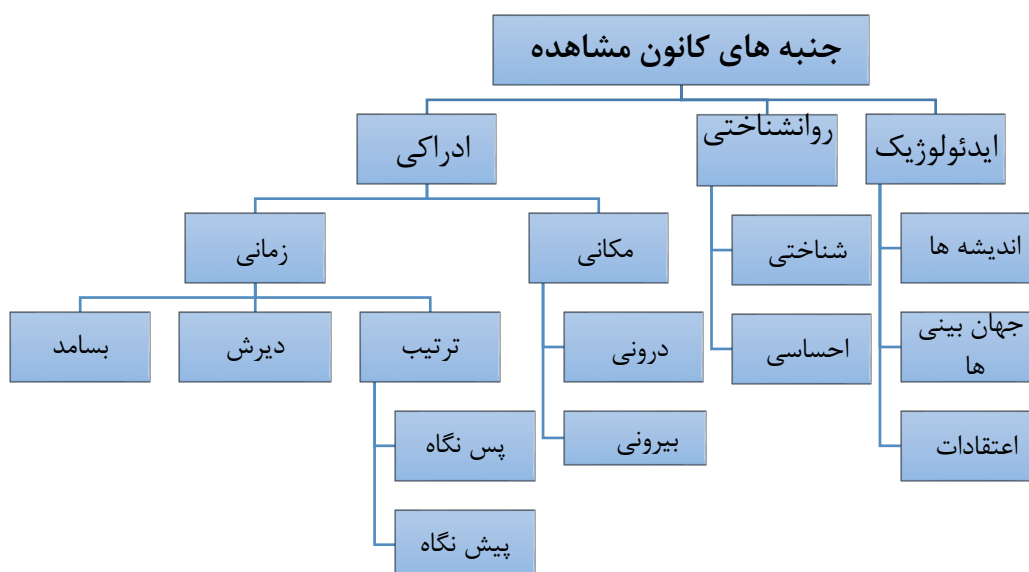 جنبه های کانون مشاهده
ایدئولوژیک
روانشناختی
ادراکی
اندیشه ها
شناختی
مکانی
زمانی
جهان بینی
ها
احساسی
درونی
ترتیب
دیرش
بسامد
اعتقادات
بیرونی
پس نگاه
پیش نگاه